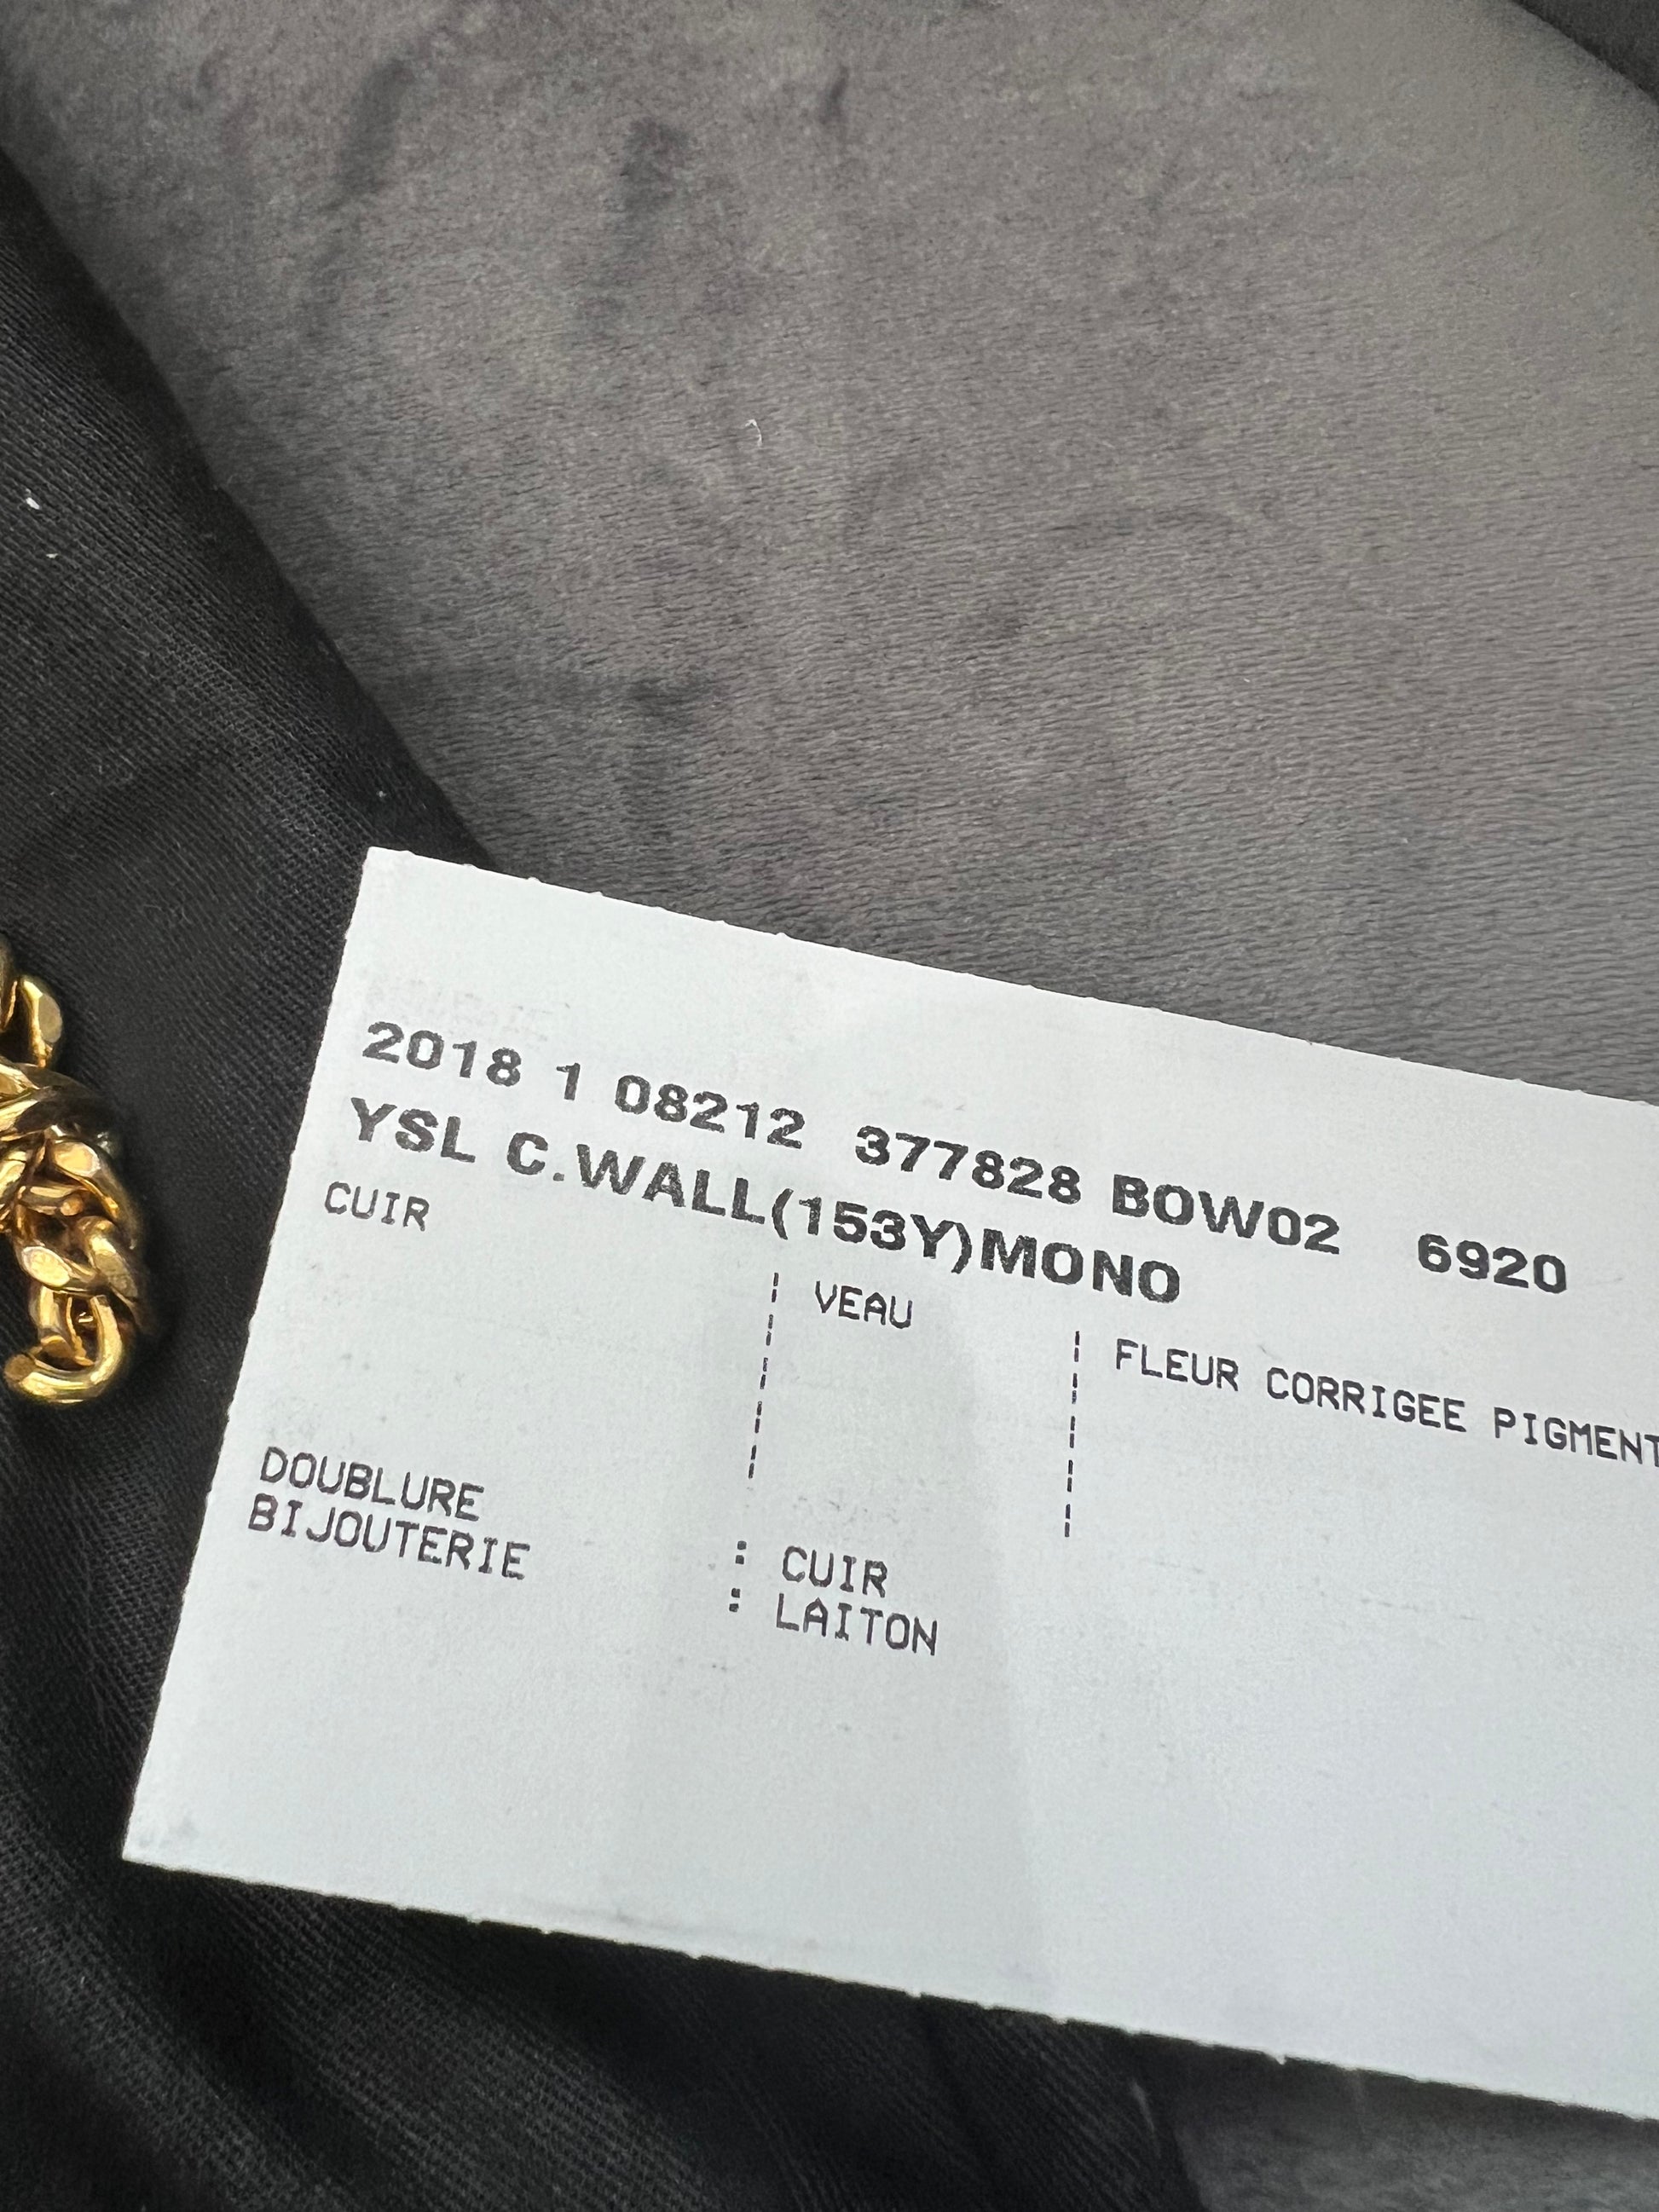 2018 1 08212 377828 BOW02 6920
YSL C.WALL(153Y)MONO
CUIR ¦ VEAU ¦ FLEUR CORRIGEE PIGMENT
DOUBLURE : CUIR
BIJOUTERIE : LAITON